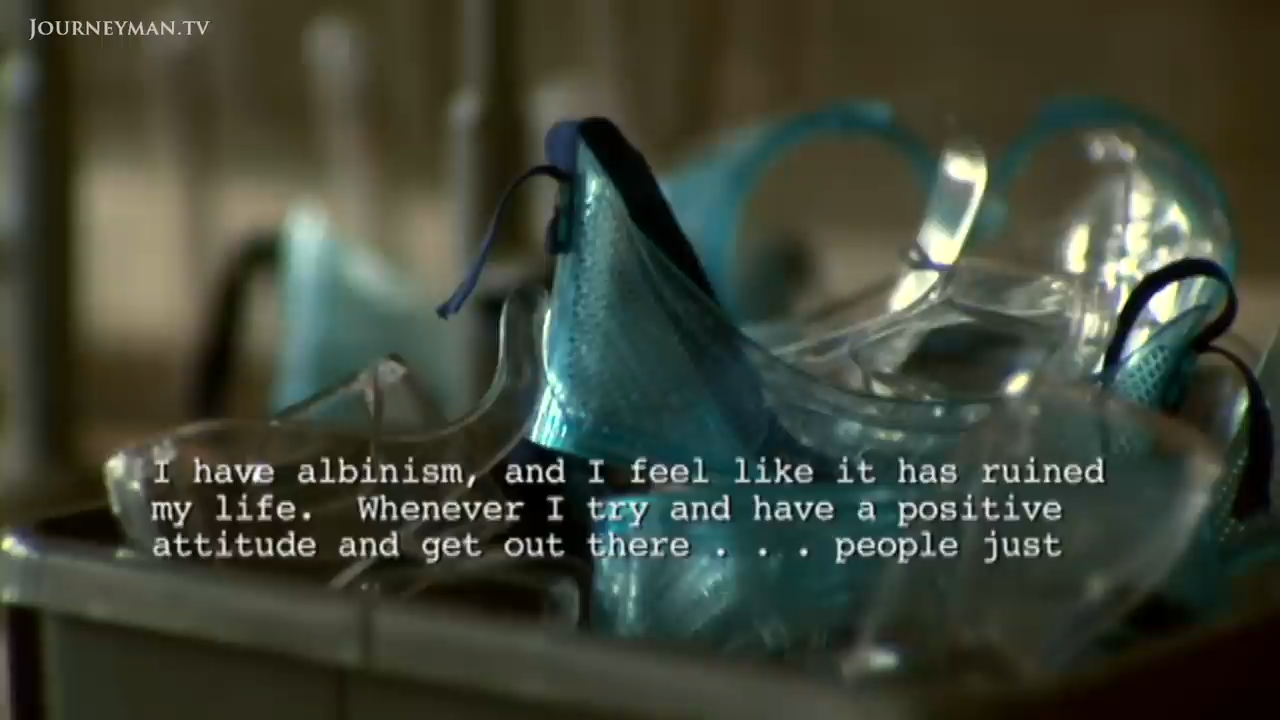 JOURNEYMAN.TV
I have albinism, and I feel like it has ruined
my life.  Whenever I try and have a positive
attitude and get out there . . . people just